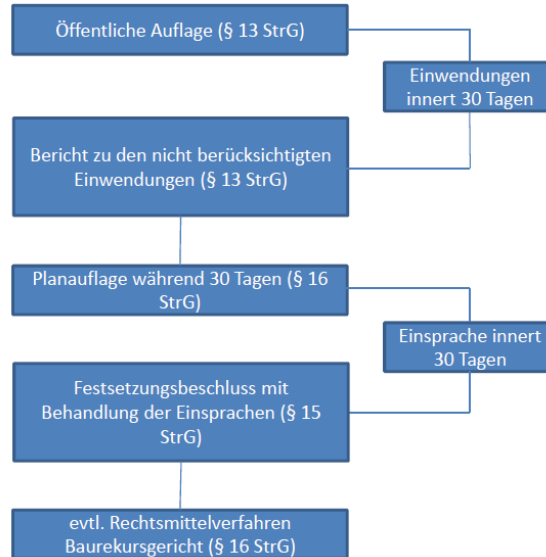 Öffentliche Auflage (§ 13 StrG)
Einwendungen
innert 30 Tagen
Bericht zu den nicht berücksichtigten
Einwendungen (§ 13 StrG)
Planauflage während 30 Tagen (§ 16
StrG)
Einsprache innert
30 Tagen
Festsetzungsbeschluss mit
Behandlung der Einsprachen (§ 15
StrG)
evtl. Rechtsmittelverfahren
Baurekursgericht (§ 16 StrG)